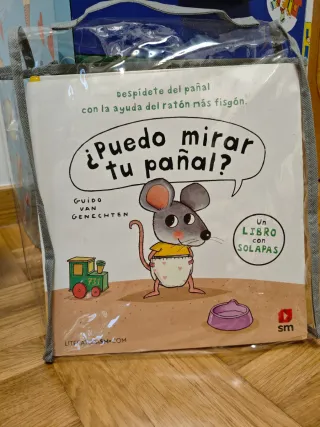 Despídete del pañal
con la ayuda del ratón más fisgón.
¿Puedo mirar
tu pañal?
GUIDO
VAN
GENECHTEN
Un
LIBRO
con
SOLAPAS
sm